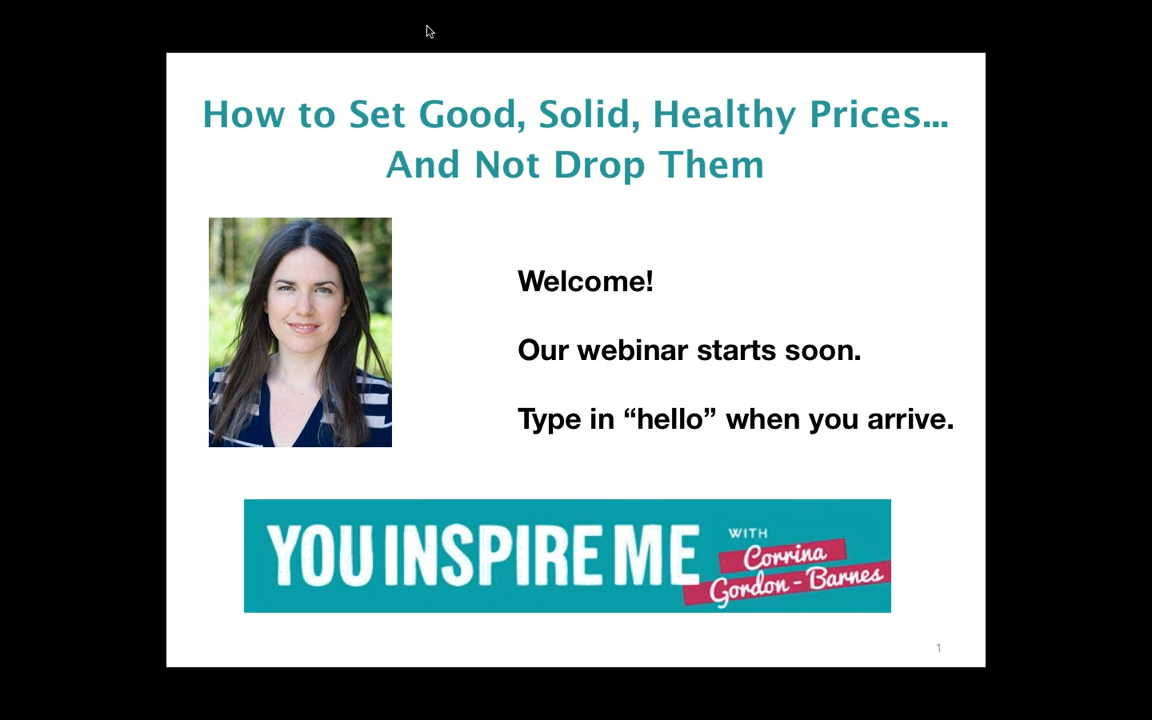 How to Set Good, Solid, Healthy Prices...
And Not Drop Them
Welcome!
Our webinar starts soon.
Type in “hello” when you arrive.
YOU INSPIRE ME
WITH
Corrina
Gordon - Barnes
1